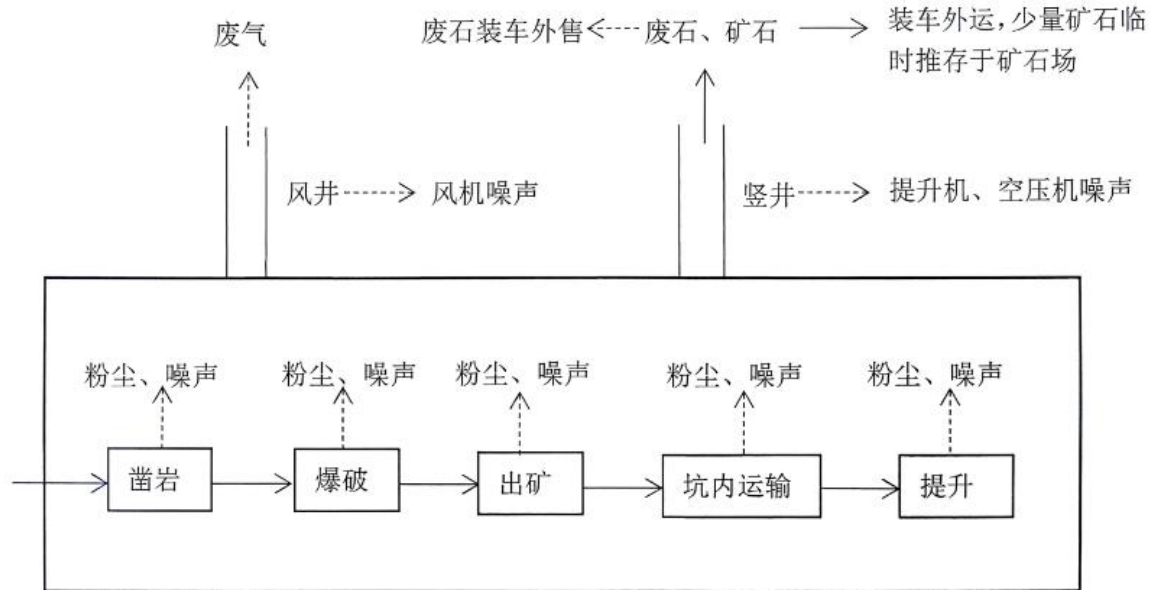 废气
废石装车外售
废石、矿石
装车外运,少量矿石临
时推存于矿石场
风井
风机噪声
竖井
提升机、空压机噪声
粉尘、噪声
粉尘、噪声
粉尘、噪声
粉尘、噪声
粉尘、噪声
凿岩
爆破
出矿
坑内运输
提升